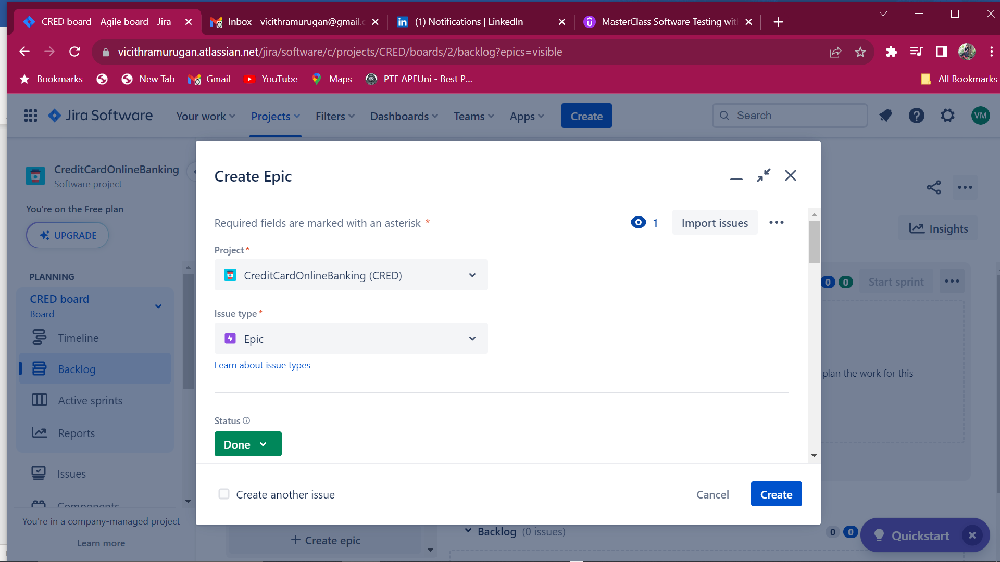 CRED board - Agile board - Jira
Inbox - vicithramurugan@gmail.c
(1) Notifications | LinkedIn
MasterClass Software Testing wit
vicithramurugan.atlassian.net/jira/software/c/projects/CRED/boards/2/backlog?epics=visible
Bookmarks
New Tab
Gmail
YouTube
Maps
PTE APEUni - Best P...
All Bookmarks
Jira Software
Your work
Projects
Filters
Dashboards
Teams
Apps
Create
Search
VM
CreditCardOnlineBanking
Software project
You're on the Free plan
UPGRADE
PLANNING
CRED board
Board
Timeline
Backlog
Active sprints
Reports
Issues
Components
You're in a company-managed project
Learn more
Create Epic
Required fields are marked with an asterisk *
1
Import issues
Project *
CreditCardOnlineBanking (CRED)
Issue type *
Epic
Learn about issue types
Status
Done
Create another issue
Cancel
Create
Insights
0 0
Start sprint
plan the work for this
+ Create epic
Backlog (0 issues)
0 0
Quickstart